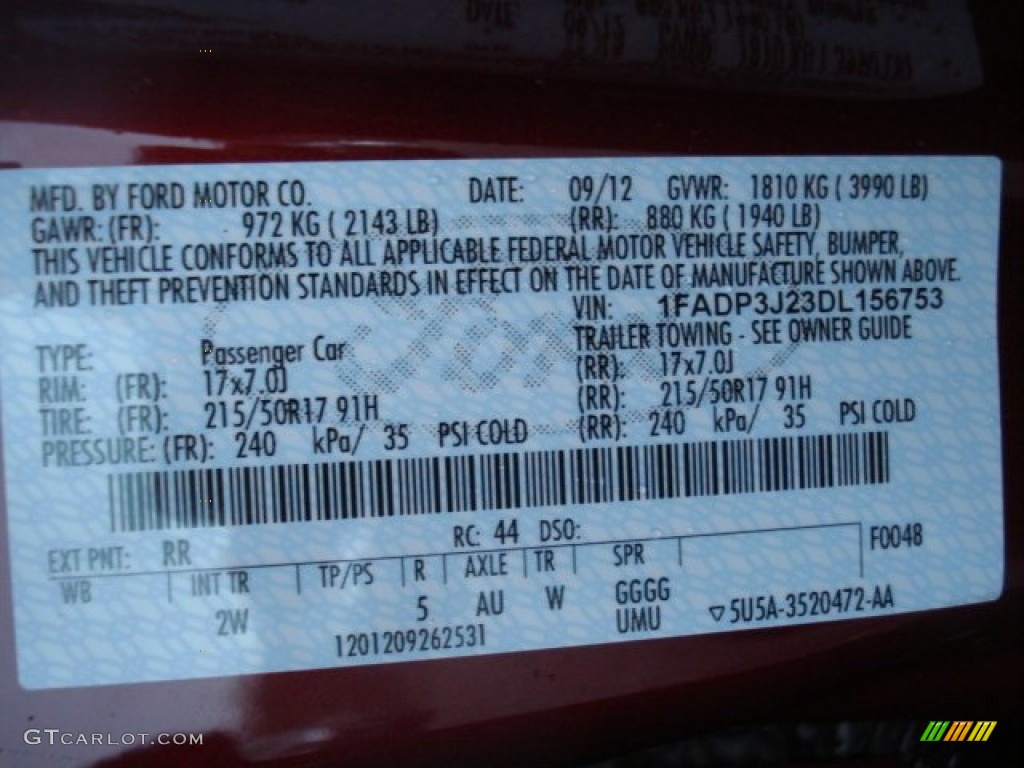 MFD. BY FORD MOTOR CO. DATE: 09/12 GVWR: 1810 KG ( 3990 LB)
GAWR: (FR): 972 KG ( 2143 LB) (RR): 880 KG ( 1940 LB)
THIS VEHICLE CONFORMS TO ALL APPLICABLE FEDERAL MOTOR VEHICLE SAFETY, BUMPER,
AND THEFT PREVENTION STANDARDS IN EFFECT ON THE DATE OF MANUFACTURE SHOWN ABOVE.
VIN: 1FADP3J23DL156753
TYPE: Passenger Car TRAILER TOWING - SEE OWNER GUIDE
RIM: (FR): 17x7.0J (RR): 17x7.0J
TIRE: (FR): 215/50R17 91H (RR): 215/50R17 91H
PRESSURE: (FR): 240 kPa/ 35 PSI COLD (RR): 240 kPa/ 35 PSI COLD
EXT PNT: RR RC: 44 DSO: F0048
WB INT TR TP/PS R AXLE TR SPR
2W 5 AU W GGGG
UMU ▽5U5A-3520472-AA
1201209262531
GTCARLOT.COM